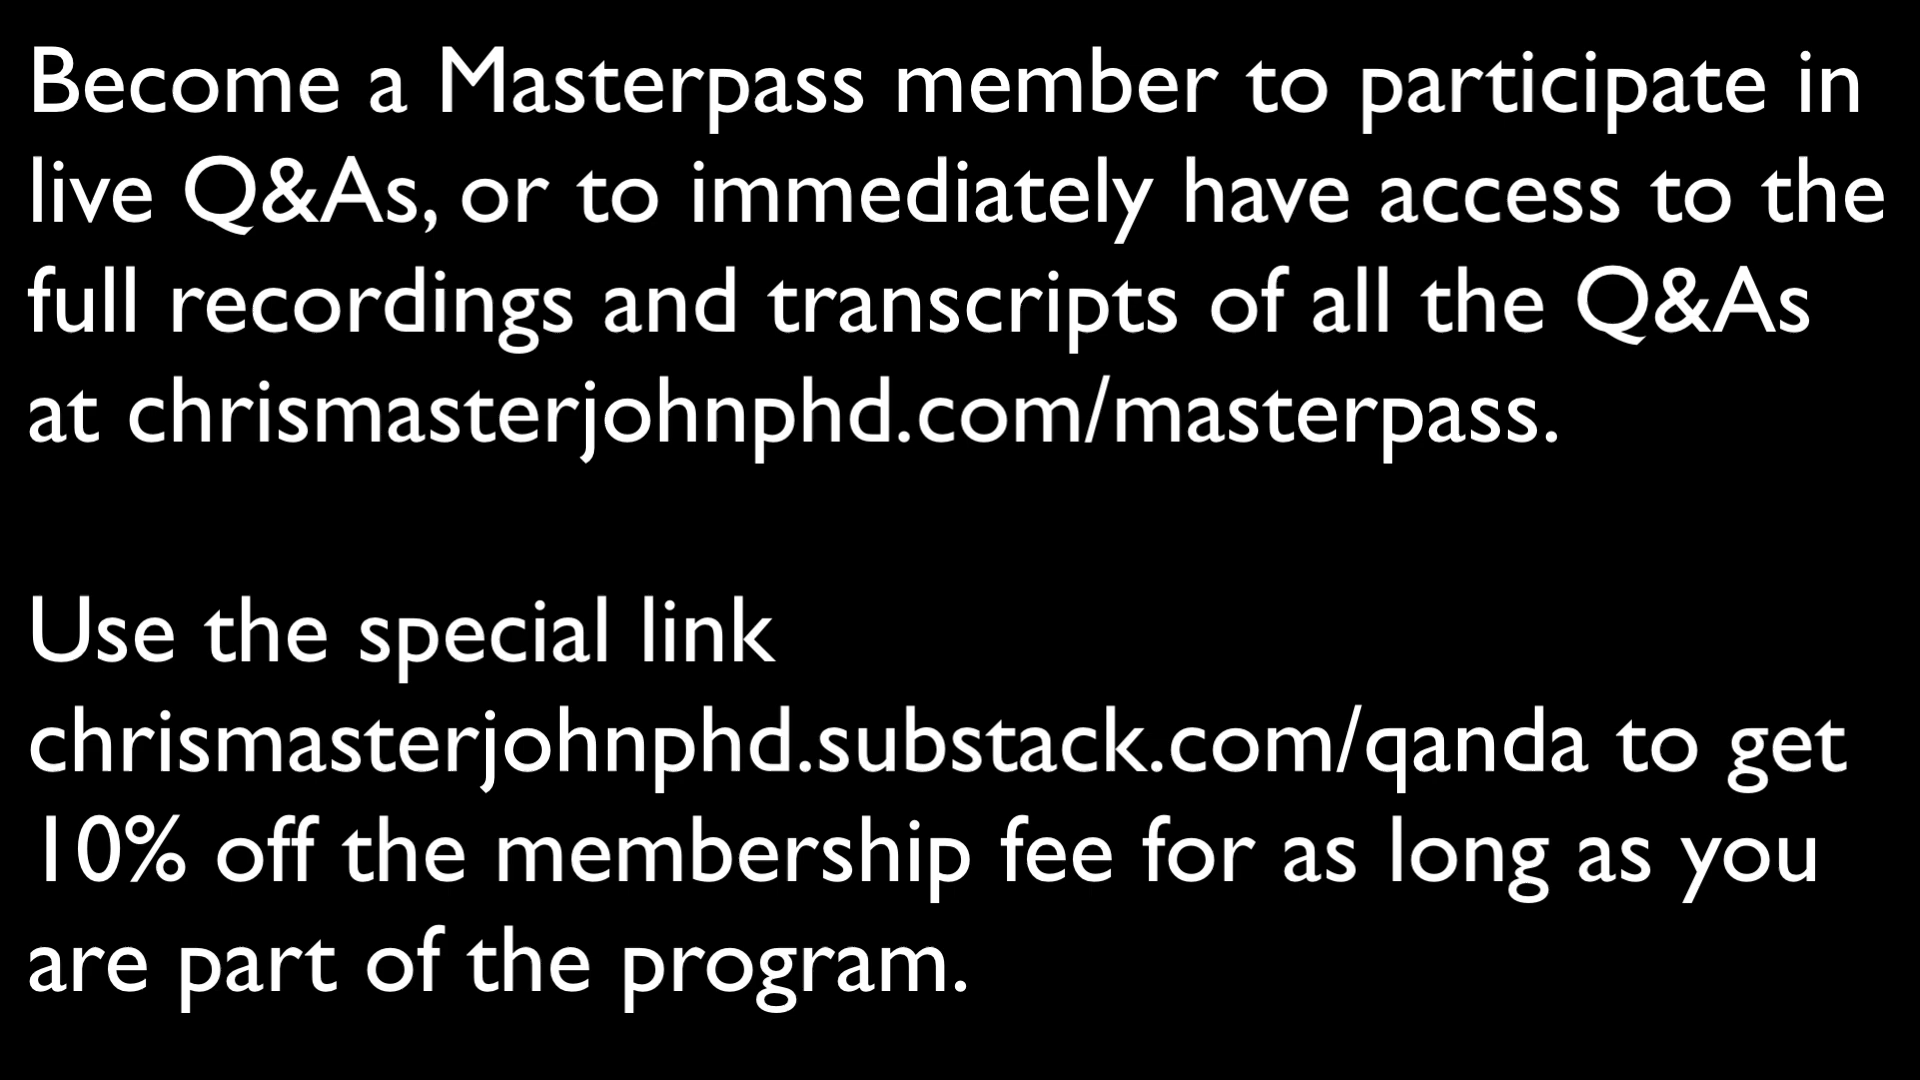 Become a Masterpass member to participate in
live Q&As, or to immediately have access to the
full recordings and transcripts of all the Q&As
at chrismasterjohnphd.com/masterpass.
Use the special link
chrismasterjohnphd.substack.com/qanda to get
10% off the membership fee for as long as you
are part of the program.